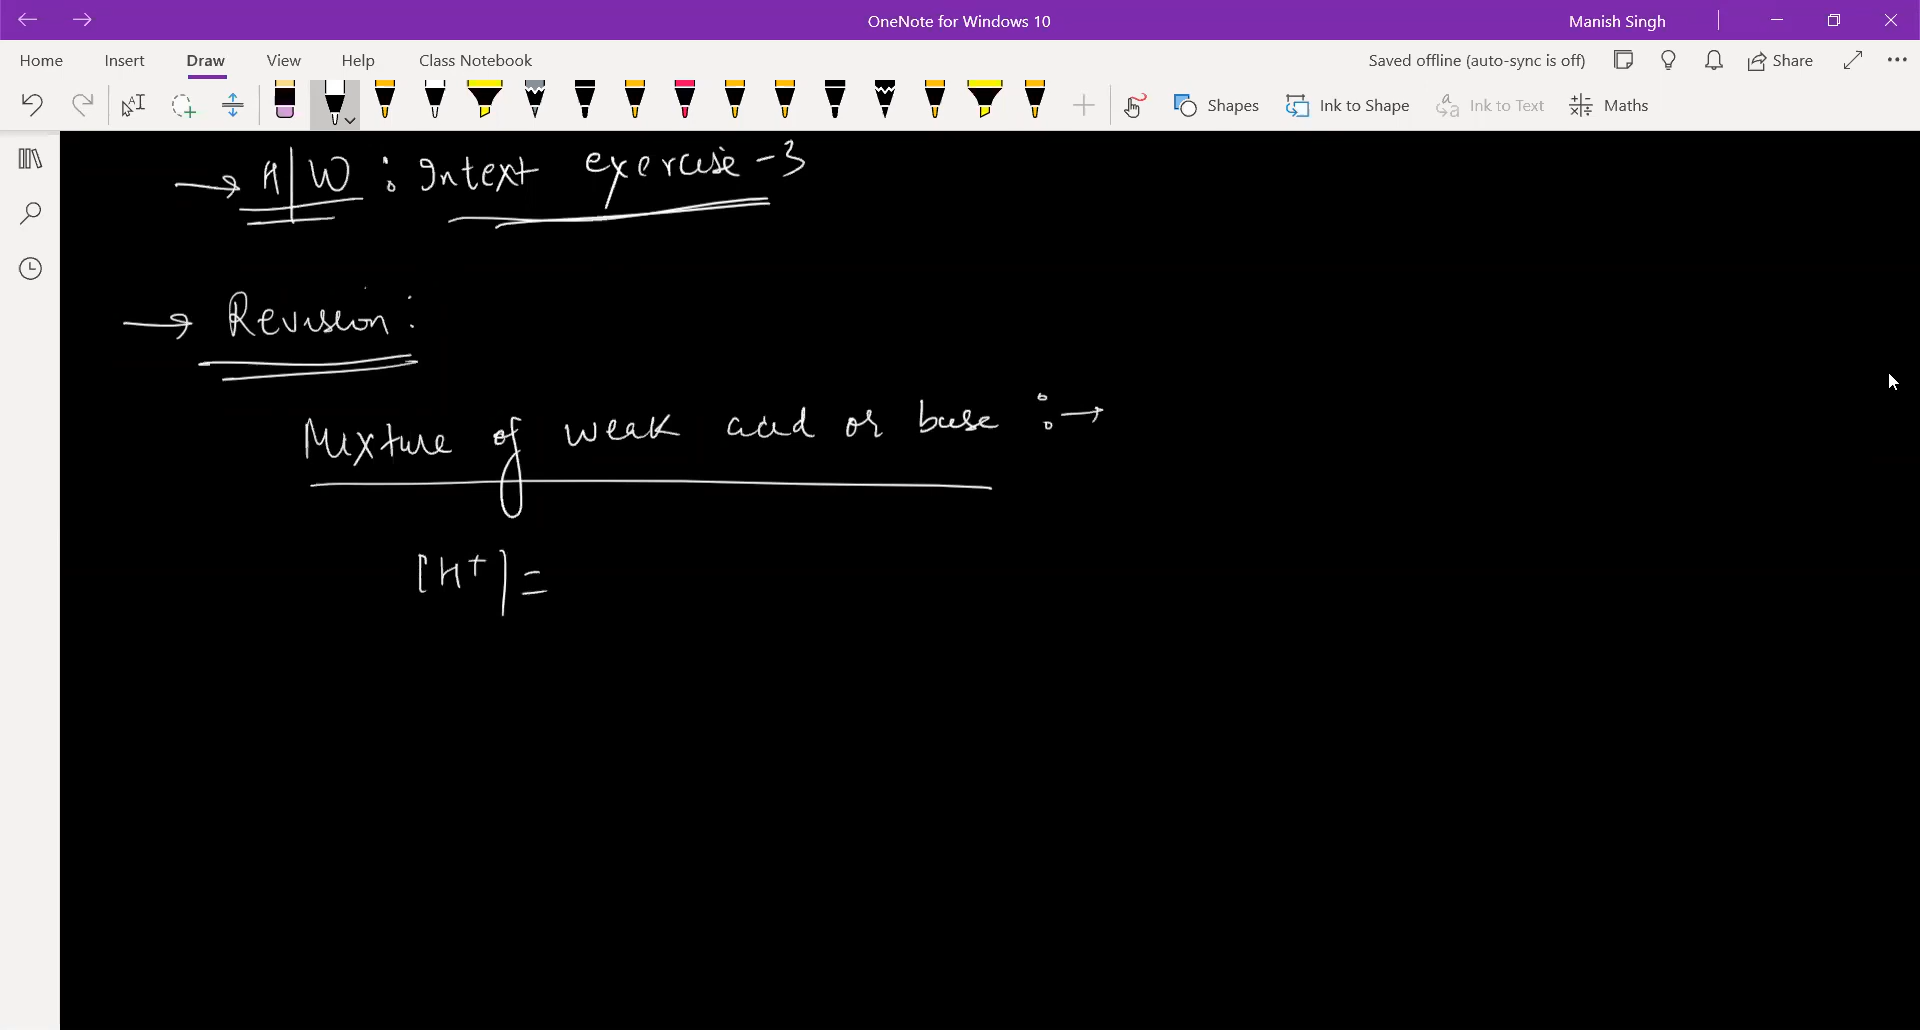 OneNote for Windows 10
Manish Singh
Home Insert Draw View Help Class Notebook
Saved offline (auto-sync is off) Share
Shapes Ink to Shape Ink to Text Maths
→ H|W : Intext exercise -3
→ Revision :
Mixture of weak acid or base :→
[H⁺] =